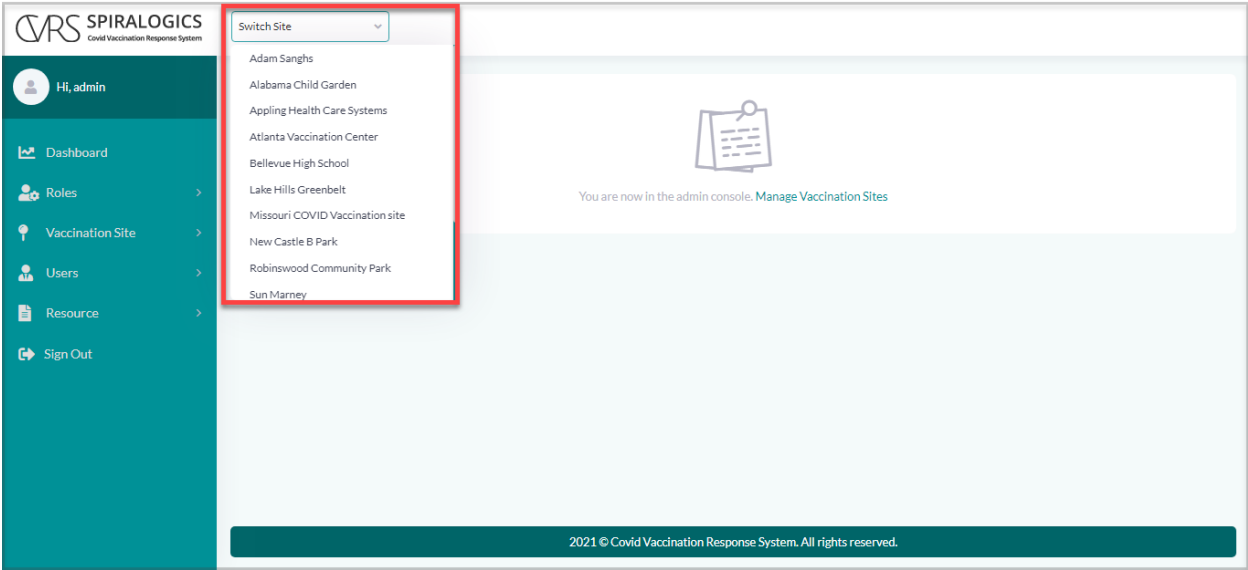 CVRS SPIRALOGICS
Covid Vaccination Response System
Switch Site
Hi, admin
Dashboard
Roles
Vaccination Site
Users
Resource
Sign Out
Adam Sanghs
Alabama Child Garden
Appling Health Care Systems
Atlanta Vaccination Center
Bellevue High School
Lake Hills Greenbelt
Missouri COVID Vaccination site
New Castle B Park
Robinswood Community Park
Sun Marney
You are now in the admin console. Manage Vaccination Sites
2021 © Covid Vaccination Response System. All rights reserved.